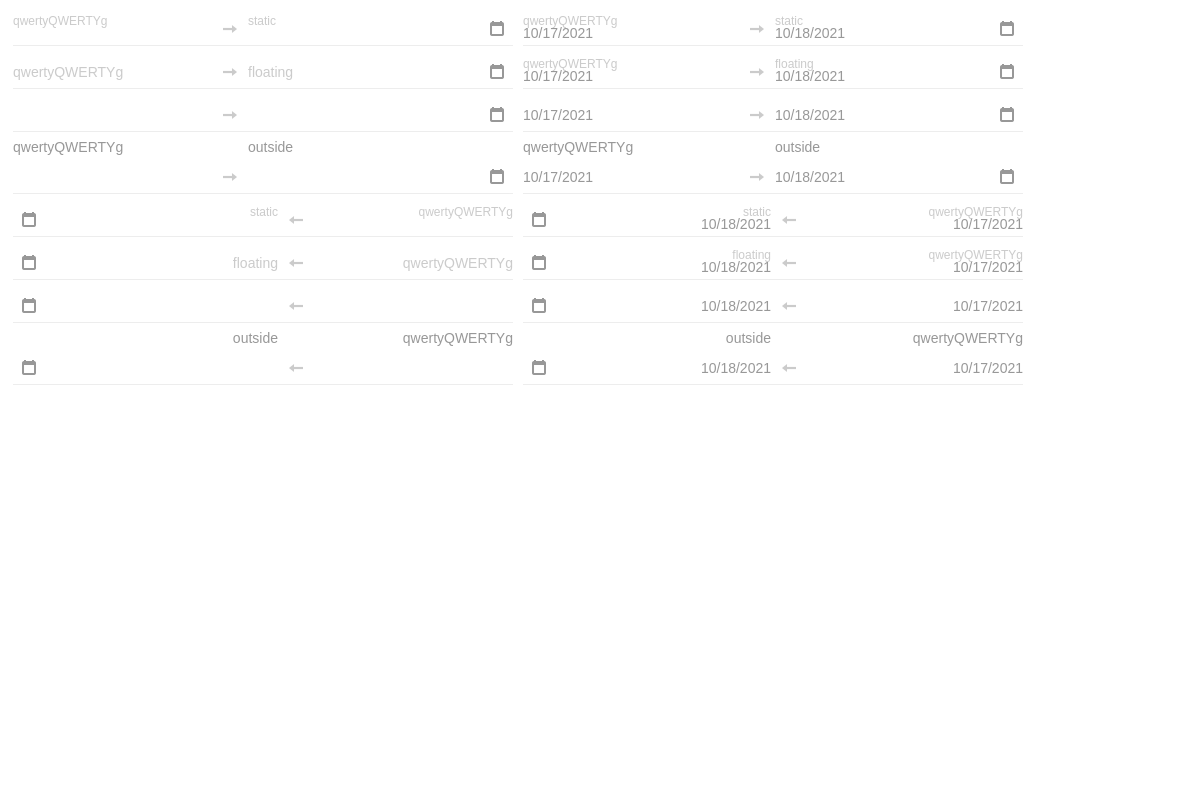 qwertyQWERTYg static qwertyQWERTYg static
10/17/2021 10/18/2021
qwertyQWERTYg floating qwertyQWERTYg floating
10/17/2021 10/18/2021
10/17/2021 10/18/2021
qwertyQWERTYg outside qwertyQWERTYg outside
10/17/2021 10/18/2021
static qwertyQWERTYg static qwertyQWERTYg
10/18/2021 10/17/2021
floating qwertyQWERTYg floating qwertyQWERTYg
10/18/2021 10/17/2021
10/18/2021 10/17/2021
outside qwertyQWERTYg outside qwertyQWERTYg
10/18/2021 10/17/2021